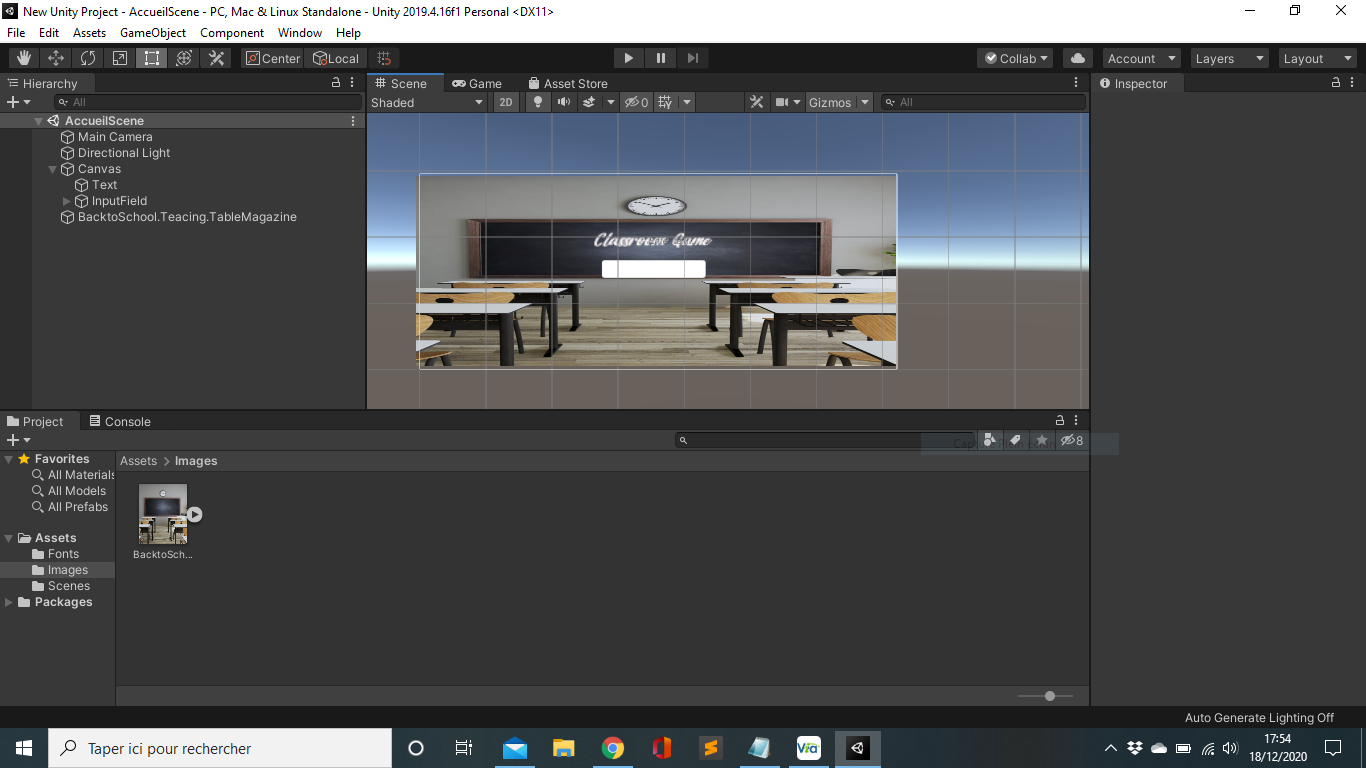 New Unity Project - AccueilScene - PC, Mac & Linux Standalone - Unity 2019.4.16f1 Personal <DX11>
File Edit Assets GameObject Component Window Help
Center Local Collab Account Layers Layout
Hierarchy
All
AccueilScene
Main Camera
Directional Light
Canvas
Text
InputField
BacktoSchool.Teacing.TableMagazine
Scene Game Asset Store
Shaded 2D 0 Gizmos All
Classroom Game
Inspector
Project Console
8
Favorites
All Materials
All Models
All Prefabs
Assets
Fonts
Images
Scenes
Packages
Assets > Images
BacktoSch...
Auto Generate Lighting Off
Taper ici pour rechercher
Via
17:54
18/12/2020